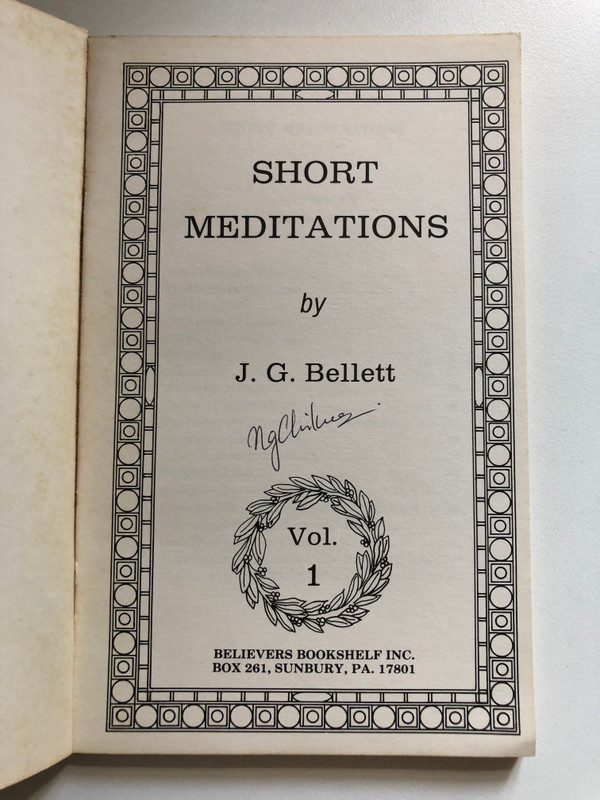 SHORT
MEDITATIONS
by
J. G. Bellett
Vol.
1
BELIEVERS BOOKSHELF INC.
BOX 261, SUNBURY, PA. 17801